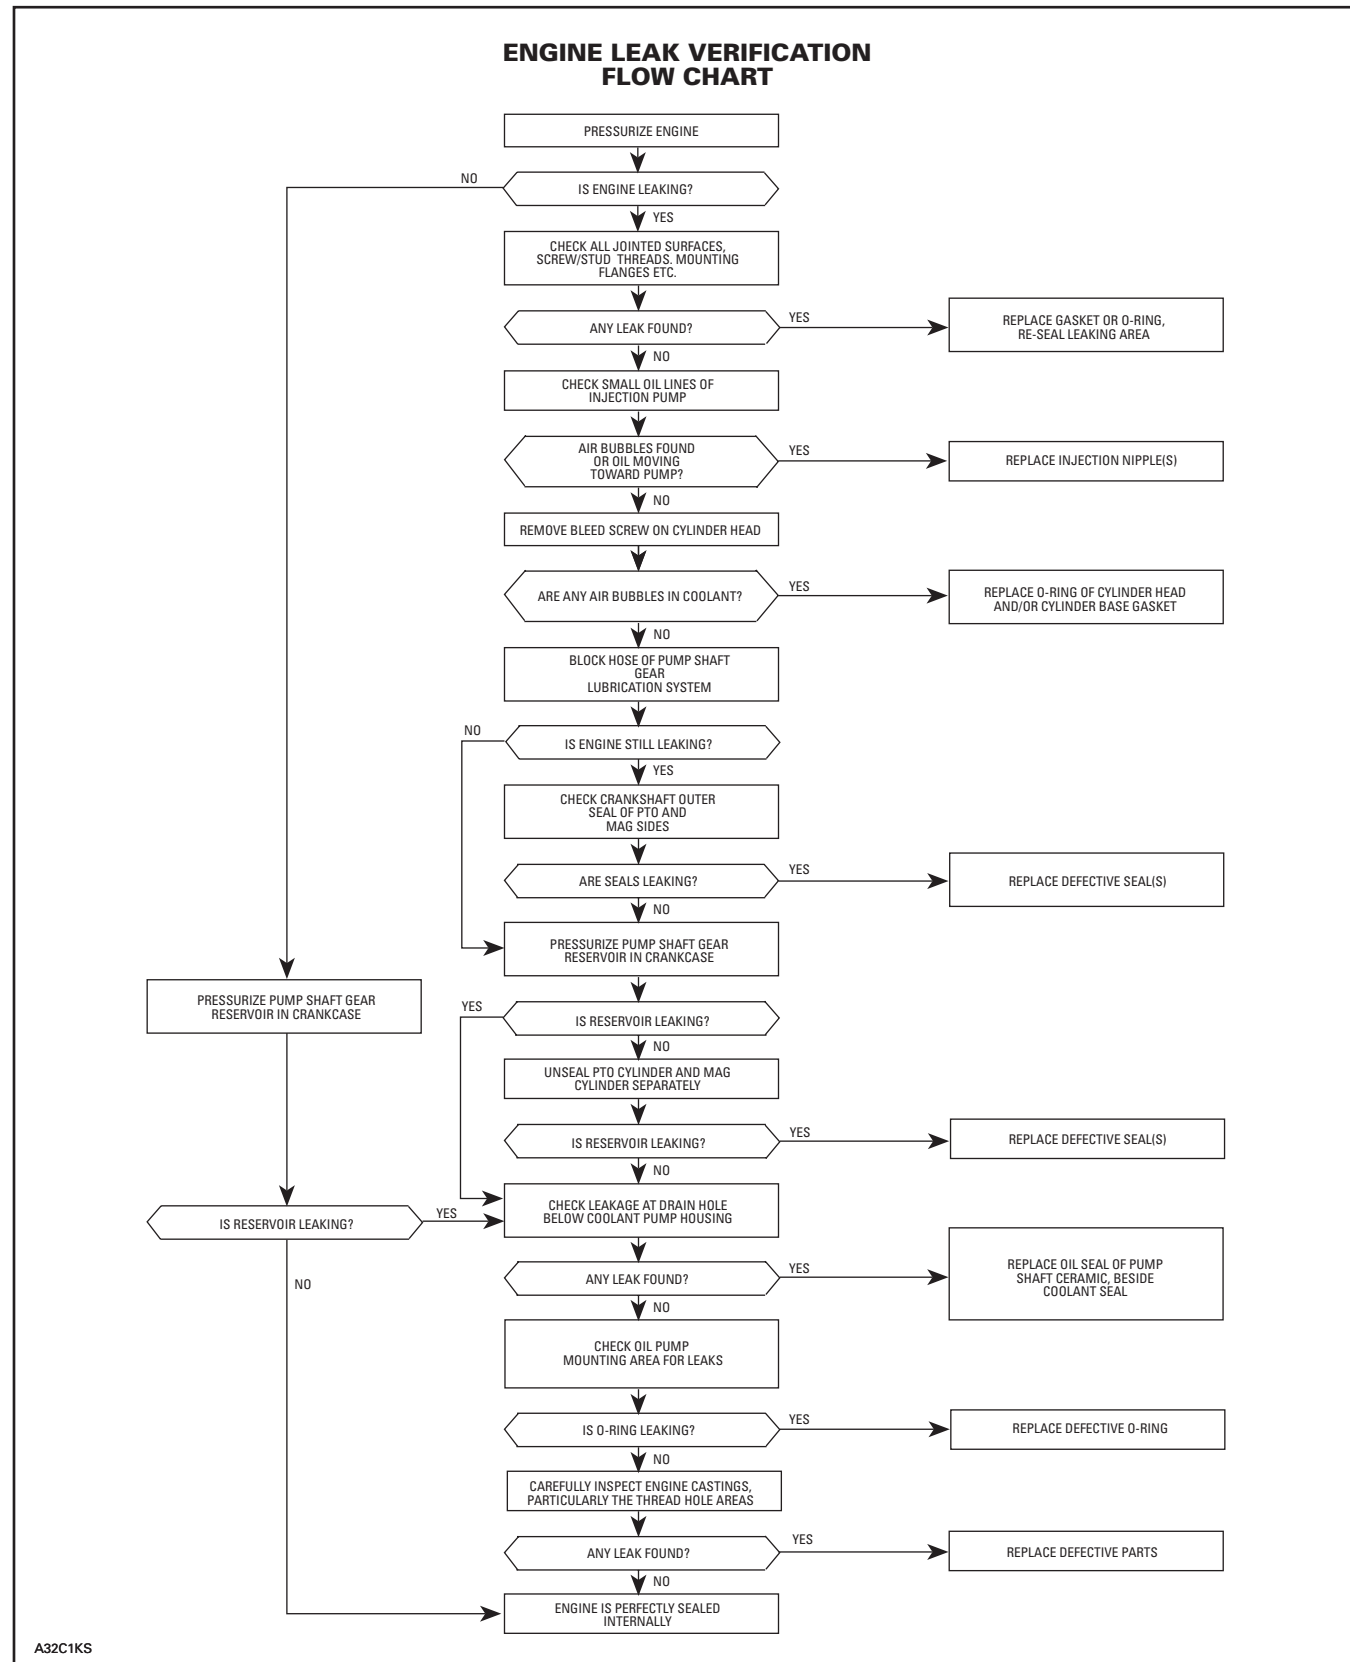 ENGINE LEAK VERIFICATION
FLOW CHART
PRESSURIZE ENGINE
NO
IS ENGINE LEAKING?
YES
CHECK ALL JOINTED SURFACES,
SCREW/STUD THREADS. MOUNTING
FLANGES ETC.
ANY LEAK FOUND?
YES
REPLACE GASKET OR O-RING,
RE-SEAL LEAKING AREA
NO
CHECK SMALL OIL LINES OF
INJECTION PUMP
AIR BUBBLES FOUND
OR OIL MOVING
TOWARD PUMP?
YES
REPLACE INJECTION NIPPLE(S)
NO
REMOVE BLEED SCREW ON CYLINDER HEAD
ARE ANY AIR BUBBLES IN COOLANT?
YES
REPLACE O-RING OF CYLINDER HEAD
AND/OR CYLINDER BASE GASKET
NO
BLOCK HOSE OF PUMP SHAFT
GEAR
LUBRICATION SYSTEM
NO
IS ENGINE STILL LEAKING?
YES
CHECK CRANKSHAFT OUTER
SEAL OF PTO AND
MAG SIDES
ARE SEALS LEAKING?
YES
REPLACE DEFECTIVE SEAL(S)
NO
PRESSURIZE PUMP SHAFT GEAR
RESERVOIR IN CRANKCASE
PRESSURIZE PUMP SHAFT GEAR
RESERVOIR IN CRANKCASE
YES
IS RESERVOIR LEAKING?
NO
UNSEAL PTO CYLINDER AND MAG
CYLINDER SEPARATELY
IS RESERVOIR LEAKING?
YES
REPLACE DEFECTIVE SEAL(S)
NO
CHECK LEAKAGE AT DRAIN HOLE
BELOW COOLANT PUMP HOUSING
IS RESERVOIR LEAKING?
YES
NO
ANY LEAK FOUND?
YES
REPLACE OIL SEAL OF PUMP
SHAFT CERAMIC, BESIDE
COOLANT SEAL
NO
CHECK OIL PUMP
MOUNTING AREA FOR LEAKS
IS O-RING LEAKING?
YES
REPLACE DEFECTIVE O-RING
NO
CAREFULLY INSPECT ENGINE CASTINGS,
PARTICULARLY THE THREAD HOLE AREAS
ANY LEAK FOUND?
YES
REPLACE DEFECTIVE PARTS
NO
ENGINE IS PERFECTLY SEALED
INTERNALLY
A32C1KS